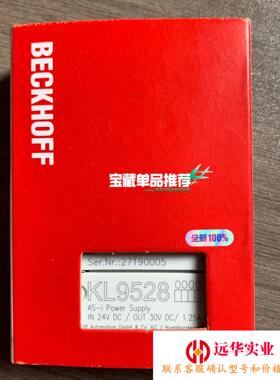 BECKHOFF
宝藏单品推荐
全新100%
Ser.Nr.:27190005
KL9528 0000
AS-i Power Supply
IN 24V DC / OUT 30V DC/ 1.25A
远华实业
联系客服确认型号和价格